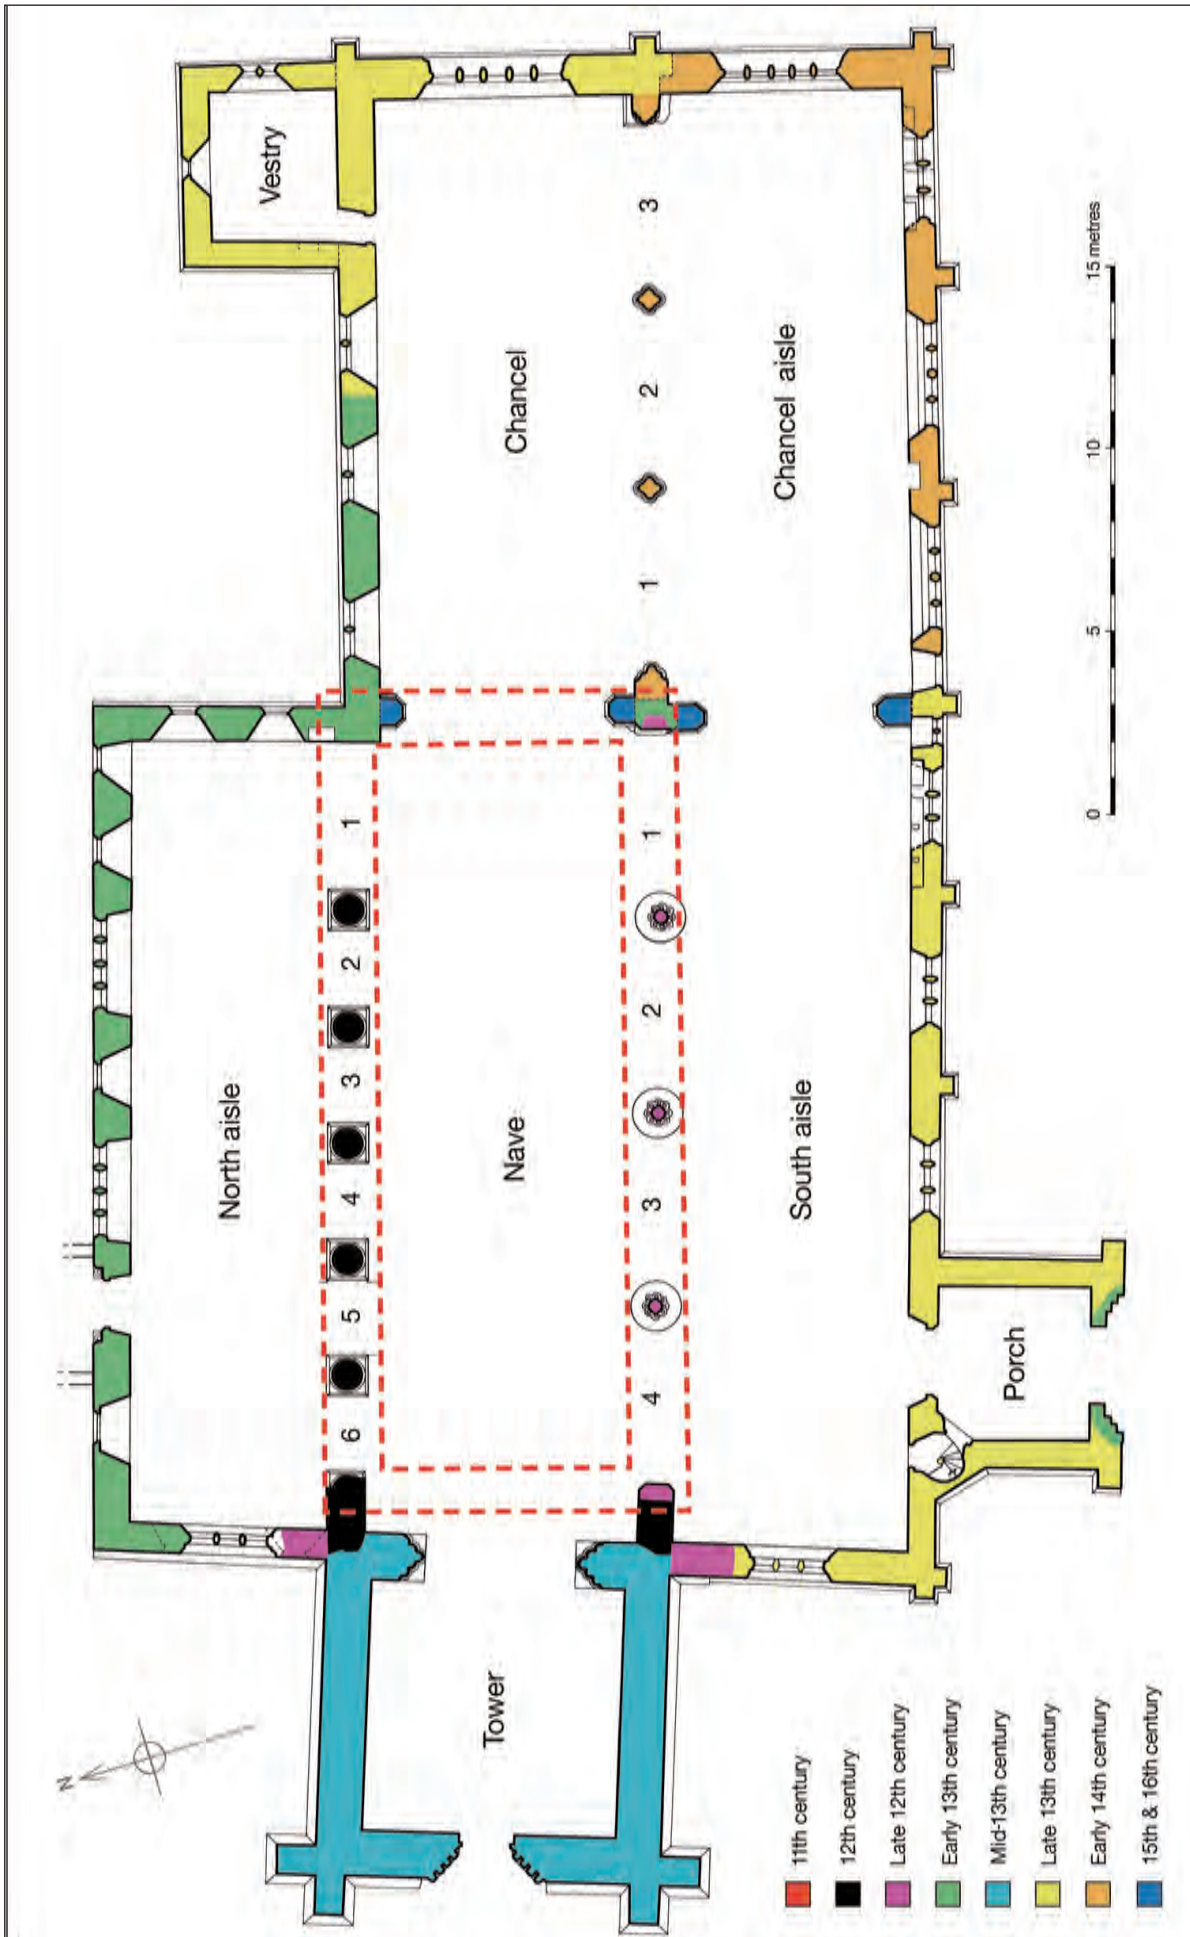 Vestry
Chancel
1
2
3
Chancel aisle
North aisle
6
5
4
3
2
1
Nave
4
3
2
1
South aisle
Porch
Tower
N
0
5
10
15 metres
11th century
12th century
Late 12th century
Early 13th century
Mid-13th century
Late 13th century
Early 14th century
15th & 16th century